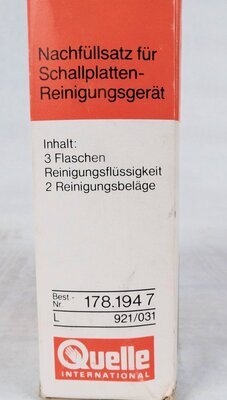 Nachfüllsatz für
Schallplatten-
Reinigungsgerät
Inhalt:
3 Flaschen
Reinigungsflüssigkeit
2 Reinigungsbeläge
Best.-
Nr. 178.194 7
L 921/031
Quelle
INTERNATIONAL